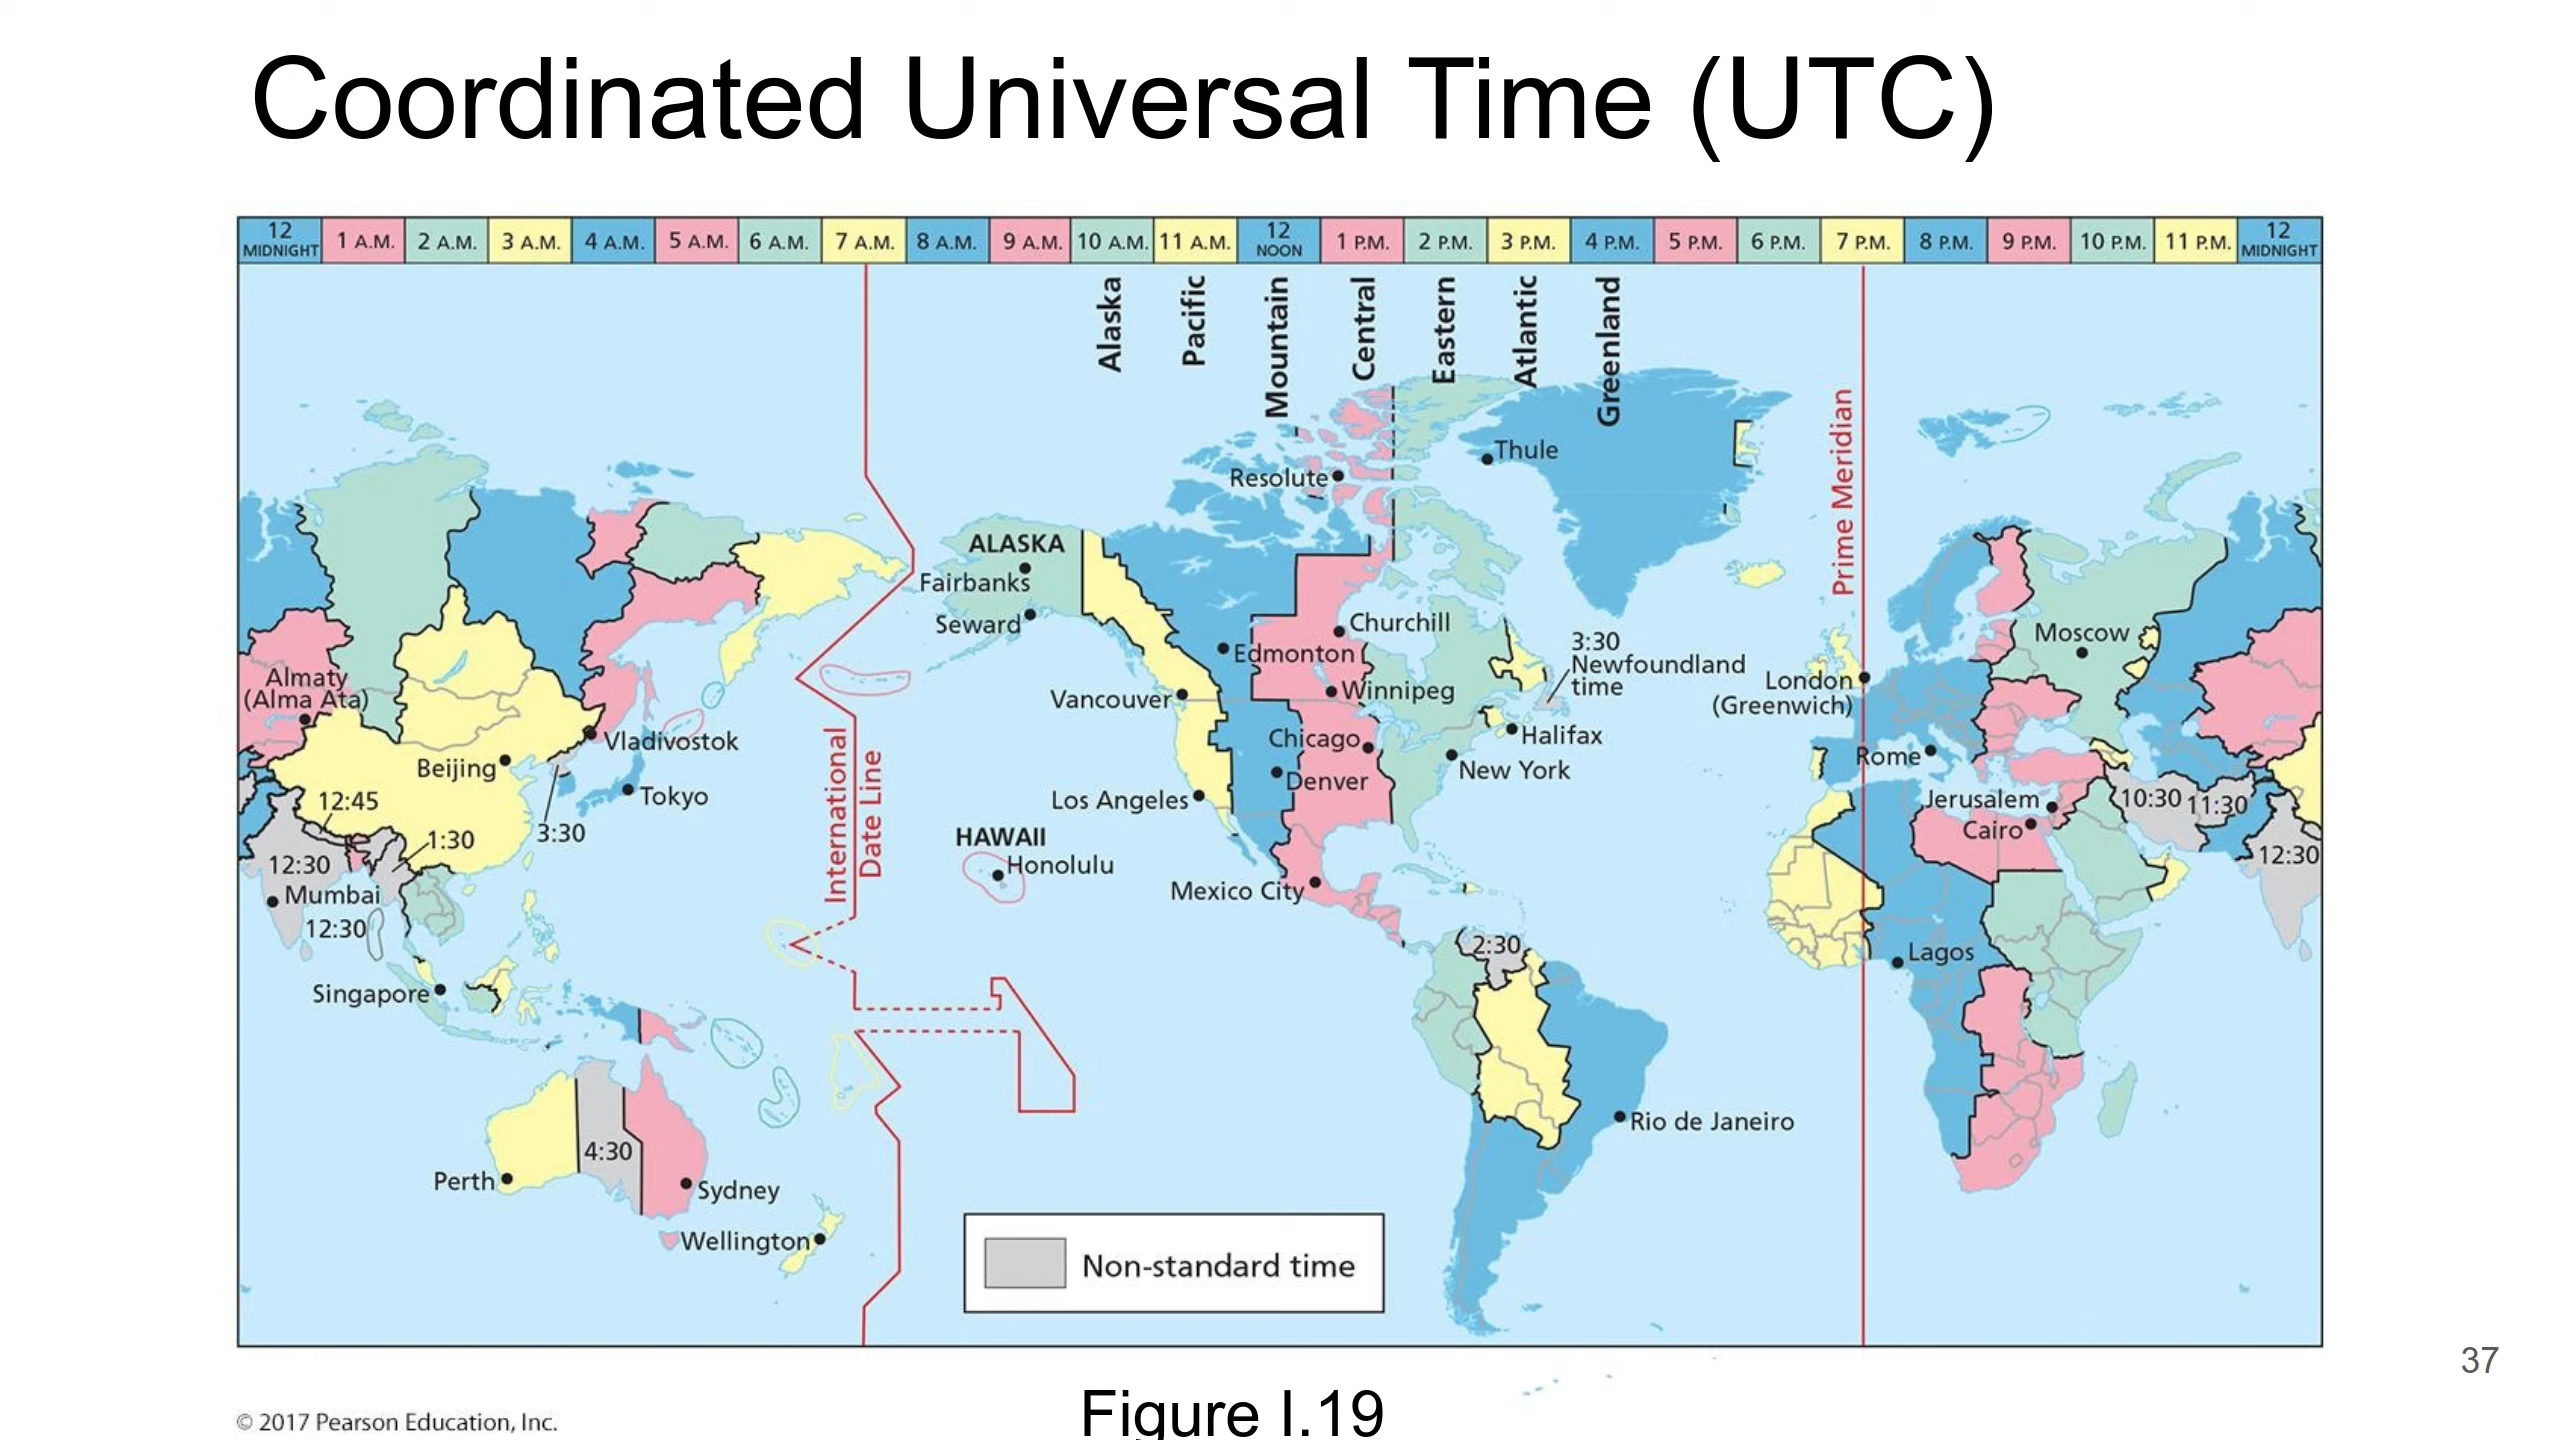 Coordinated Universal Time (UTC)
12
MIDNIGHT
1 A.M.
2 A.M.
3 A.M.
4 A.M.
5 A.M.
6 A.M.
7 A.M.
8 A.M.
9 A.M.
10 A.M.
11 A.M.
12
NOON
1 P.M.
2 P.M.
3 P.M.
4 P.M.
5 P.M.
6 P.M.
7 P.M.
8 P.M.
9 P.M.
10 P.M.
11 P.M.
12
MIDNIGHT
Alaska
Pacific
Mountain
Central
Eastern
Atlantic
Greenland
Prime Meridian
International
Date Line
Thule
Resolute
ALASKA
Fairbanks
Seward
Churchill
Edmonton
3:30
Newfoundland
time
Moscow
Almaty
(Alma Ata)
Vancouver
Winnipeg
London
(Greenwich)
Vladivostok
Beijing
Chicago
Halifax
Rome
New York
Denver
Tokyo
Los Angeles
Jerusalem
10:30
11:30
12:45
3:30
1:30
HAWAII
Honolulu
Cairo
12:30
12:30
Mumbai
Mexico City
12:30
2:30
Lagos
Singapore
Rio de Janeiro
4:30
Perth
Sydney
Wellington
Non-standard time
37
Figure I.19
© 2017 Pearson Education, Inc.